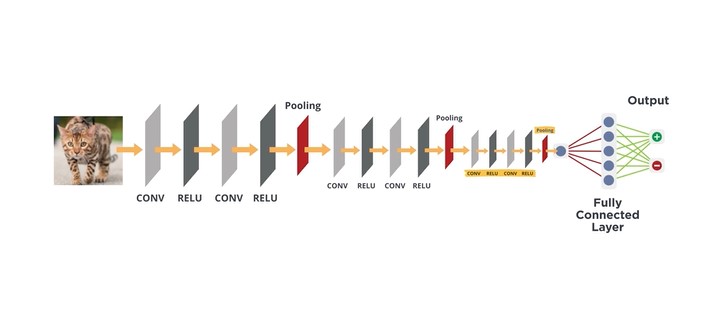 Output
Pooling
Pooling
Pooling
CONV RELU CONV RELU
CONV RELU CONV RELU
CONV RELU CONV RELU
Fully
Connected
Layer